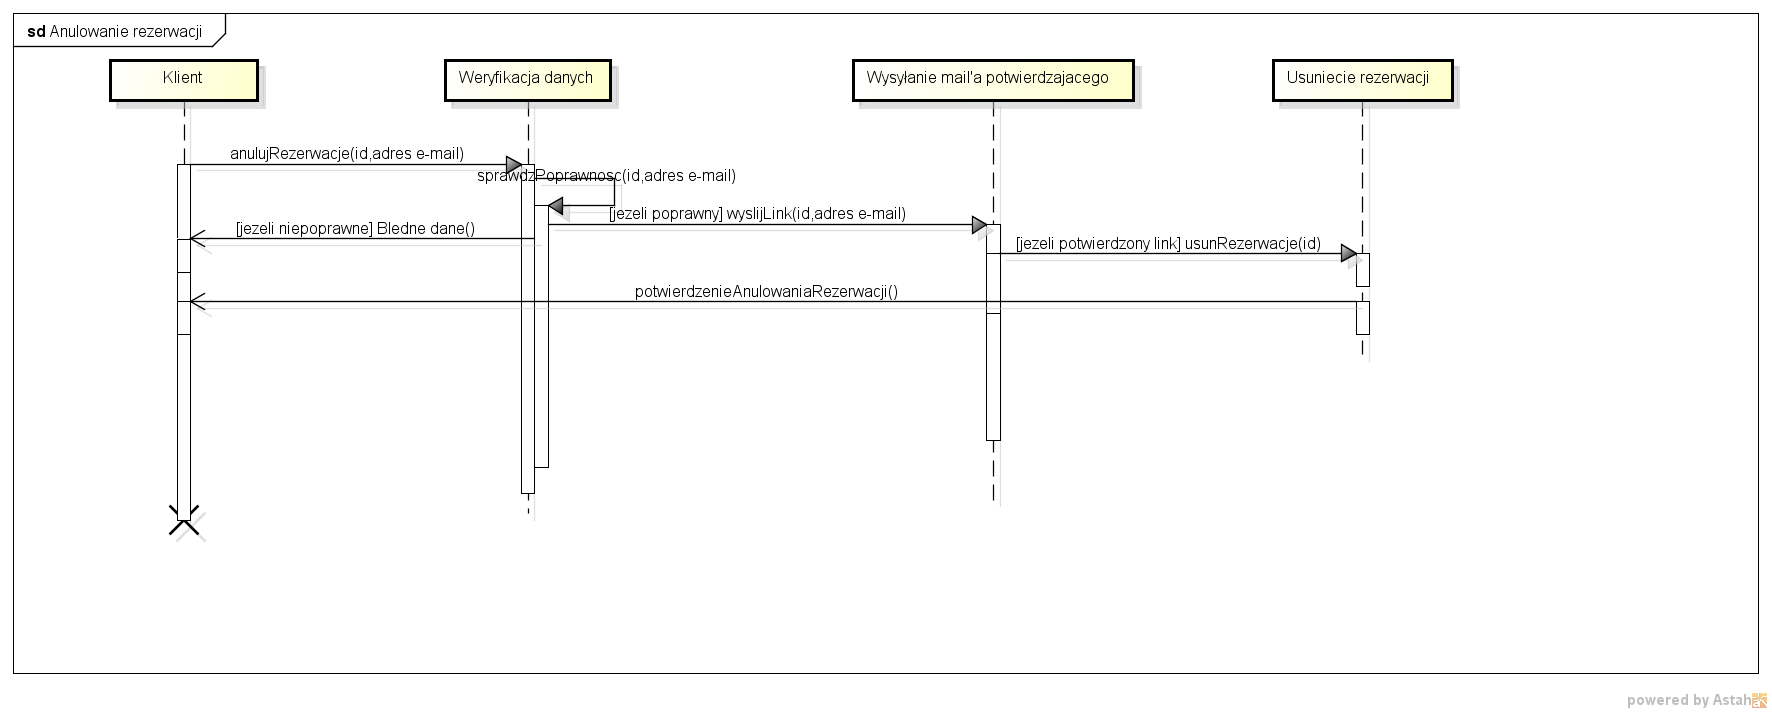 sd Anulowanie rezerwacji
Klient
Weryfikacja danych
Wysyłanie mail'a potwierdzajacego
Usuniecie rezerwacji
anulujRezerwacje(id,adres e-mail)
sprawdzPoprawnosc(id,adres e-mail)
[jezeli poprawny] wyslijLink(id,adres e-mail)
[jezeli niepoprawne] Bledne dane()
[jezeli potwierdzony link] usunRezerwacje(id)
potwierdzenieAnulowaniaRezerwacji()
powered by Astah